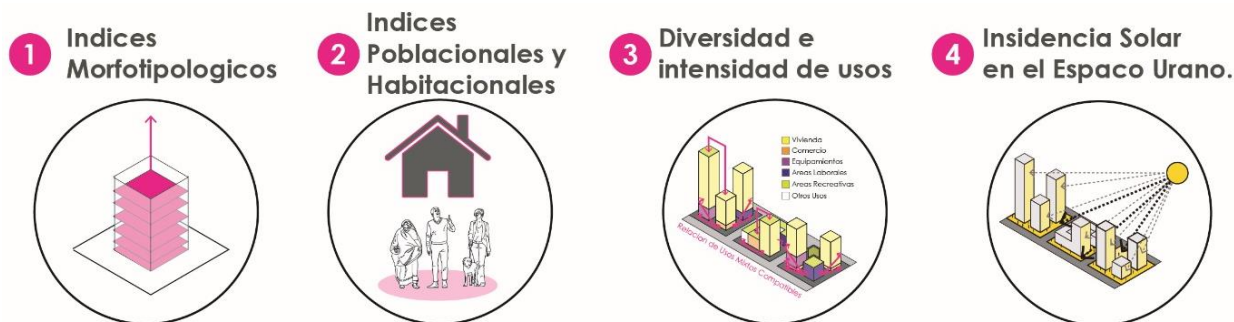 1
Indices
Morfotipologicos
2
Indices
Poblacionales y
Habitacionales
3
Diversidad e
intensidad de usos
Vivienda
Comercio
Equipamientos
Areas Laborales
Areas Recreativas
Otros Usos
Relacion de Usos Mixtos Compatibles
4
Insidencia Solar
en el Espaco Urano.